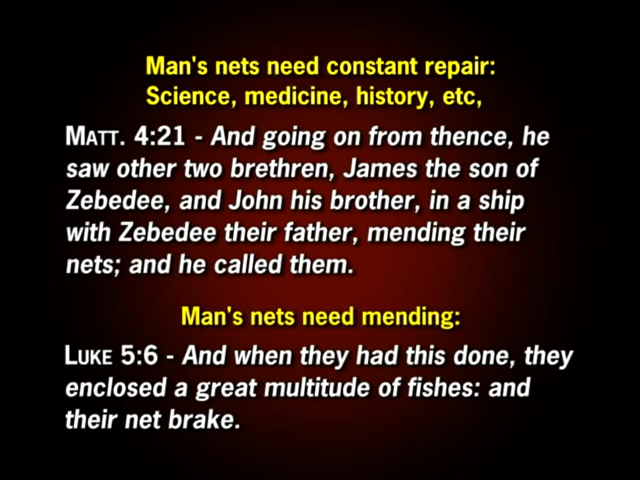 Man's nets need constant repair:
Science, medicine, history, etc,
MATT. 4:21 - And going on from thence, he
saw other two brethren, James the son of
Zebedee, and John his brother, in a ship
with Zebedee their father, mending their
nets; and he called them.
Man's nets need mending:
LUKE 5:6 - And when they had this done, they
enclosed a great multitude of fishes: and
their net brake.